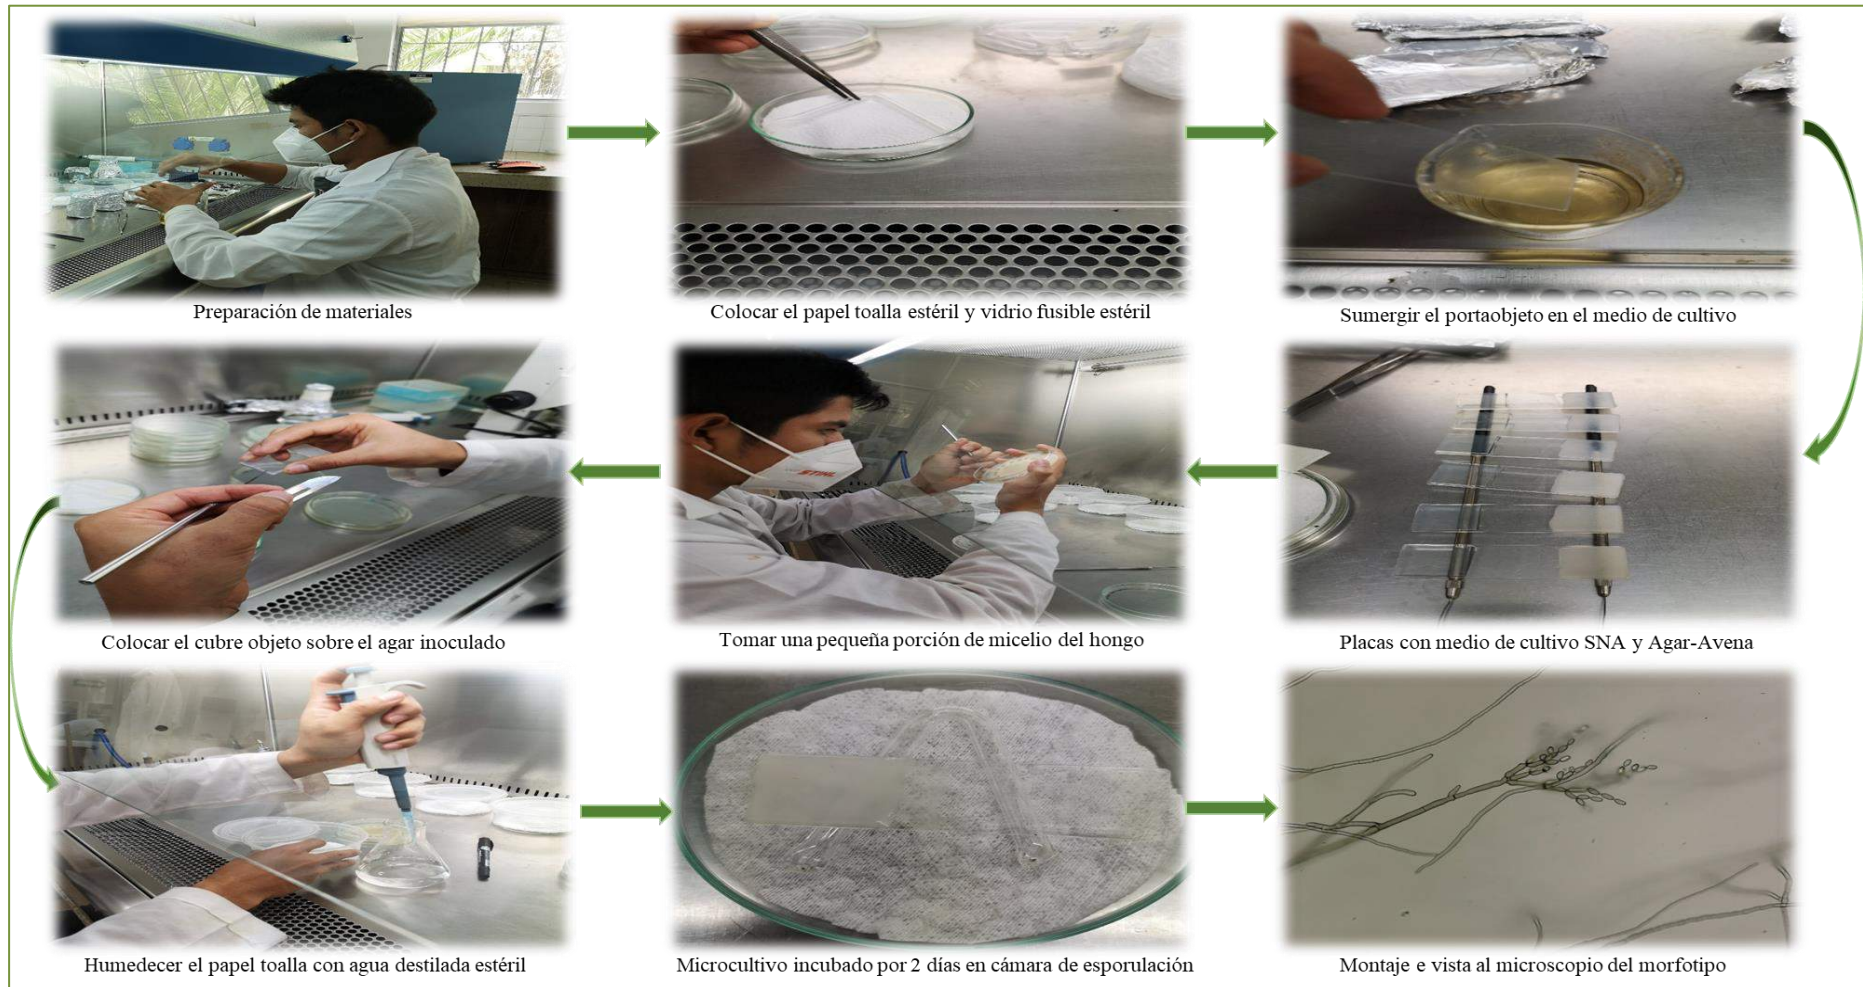 Preparación de materiales
Colocar el papel toalla estéril y vidrio fusible estéril
Sumergir el portaobjeto en el medio de cultivo
Colocar el cubre objeto sobre el agar inoculado
Tomar una pequeña porción de micelio del hongo
Placas con medio de cultivo SNA y Agar-Avena
Humedecer el papel toalla con agua destilada estéril
Microcultivo incubado por 2 días en cámara de esporulación
Montaje e vista al microscopio del morfotipo